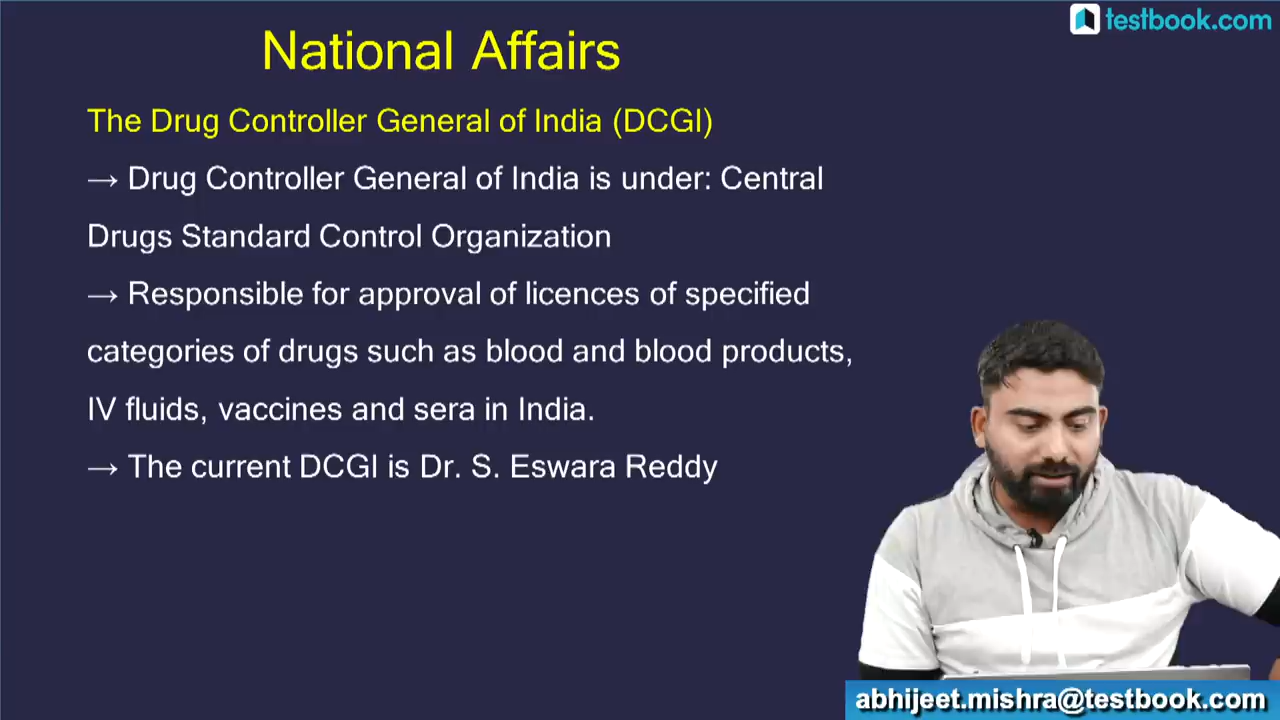 testbook.com
National Affairs
The Drug Controller General of India (DCGI)
→ Drug Controller General of India is under: Central
Drugs Standard Control Organization
→ Responsible for approval of licences of specified
categories of drugs such as blood and blood products,
IV fluids, vaccines and sera in India.
→ The current DCGI is Dr. S. Eswara Reddy
abhijeet.mishra@testbook.com